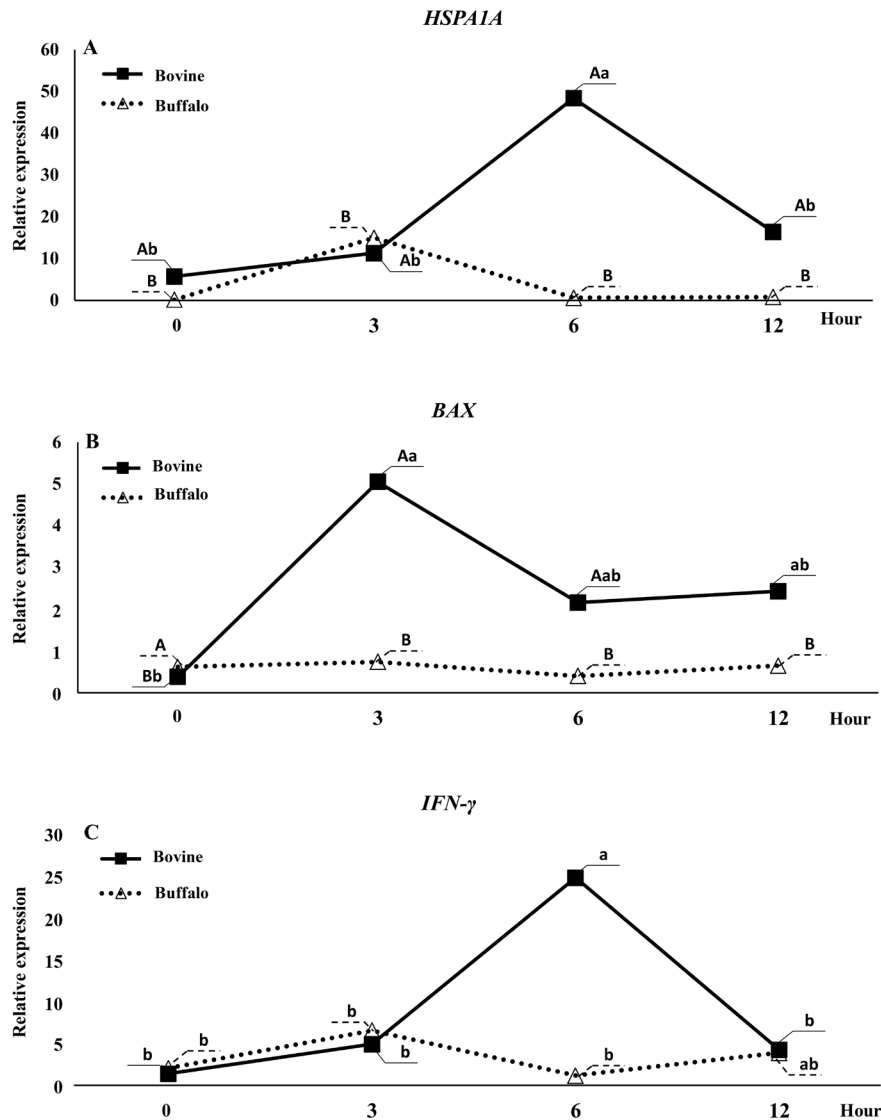 HSPA1A
A
60
50
40
30
20
10
0
Relative expression
Bovine
Buffalo
Ab
B
B
Ab
Aa
B
Ab
B
0 3 6 12 Hour
BAX
B
6
5
4
3
2
1
0
Relative expression
Bovine
Buffalo
A
Bb
Aa
B
Aab
B
ab
B
0 3 6 12 Hour
IFN-γ
C
30
25
20
15
10
5
0
Relative expression
Bovine
Buffalo
b
b
b
b
a
b
b
ab
0 3 6 12 Hour